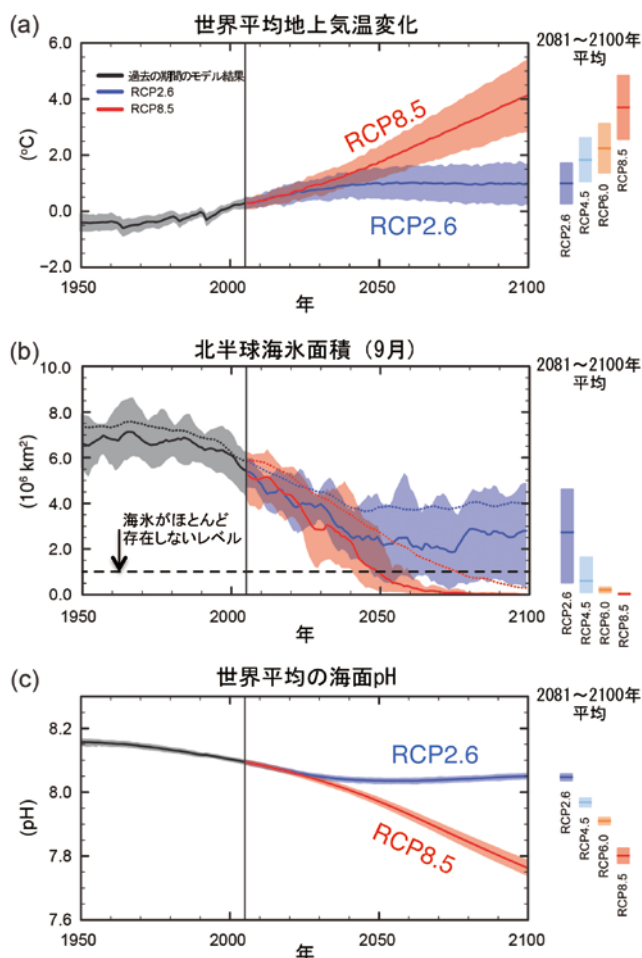 (a) 世界平均地上気温変化
2081～2100年
平均
6.0
4.0
2.0
0.0
−2.0
(℃)
過去の期間のモデル結果
RCP2.6
RCP8.5
RCP8.5
RCP2.6
1950 2000 2050 2100
年
RCP2.6
RCP4.5
RCP6.0
RCP8.5
(b) 北半球海氷面積（9月）
2081～2100年
平均
10.0
8.0
6.0
4.0
2.0
0.0
(10⁶ km²)
海氷がほとんど
存在しないレベル
1950 2000 2050 2100
年
RCP2.6
RCP4.5
RCP6.0
RCP8.5
(c) 世界平均の海面pH
2081～2100年
平均
8.2
8.0
7.8
7.6
(pH)
RCP2.6
RCP8.5
1950 2000 2050 2100
年
RCP2.6
RCP4.5
RCP6.0
RCP8.5